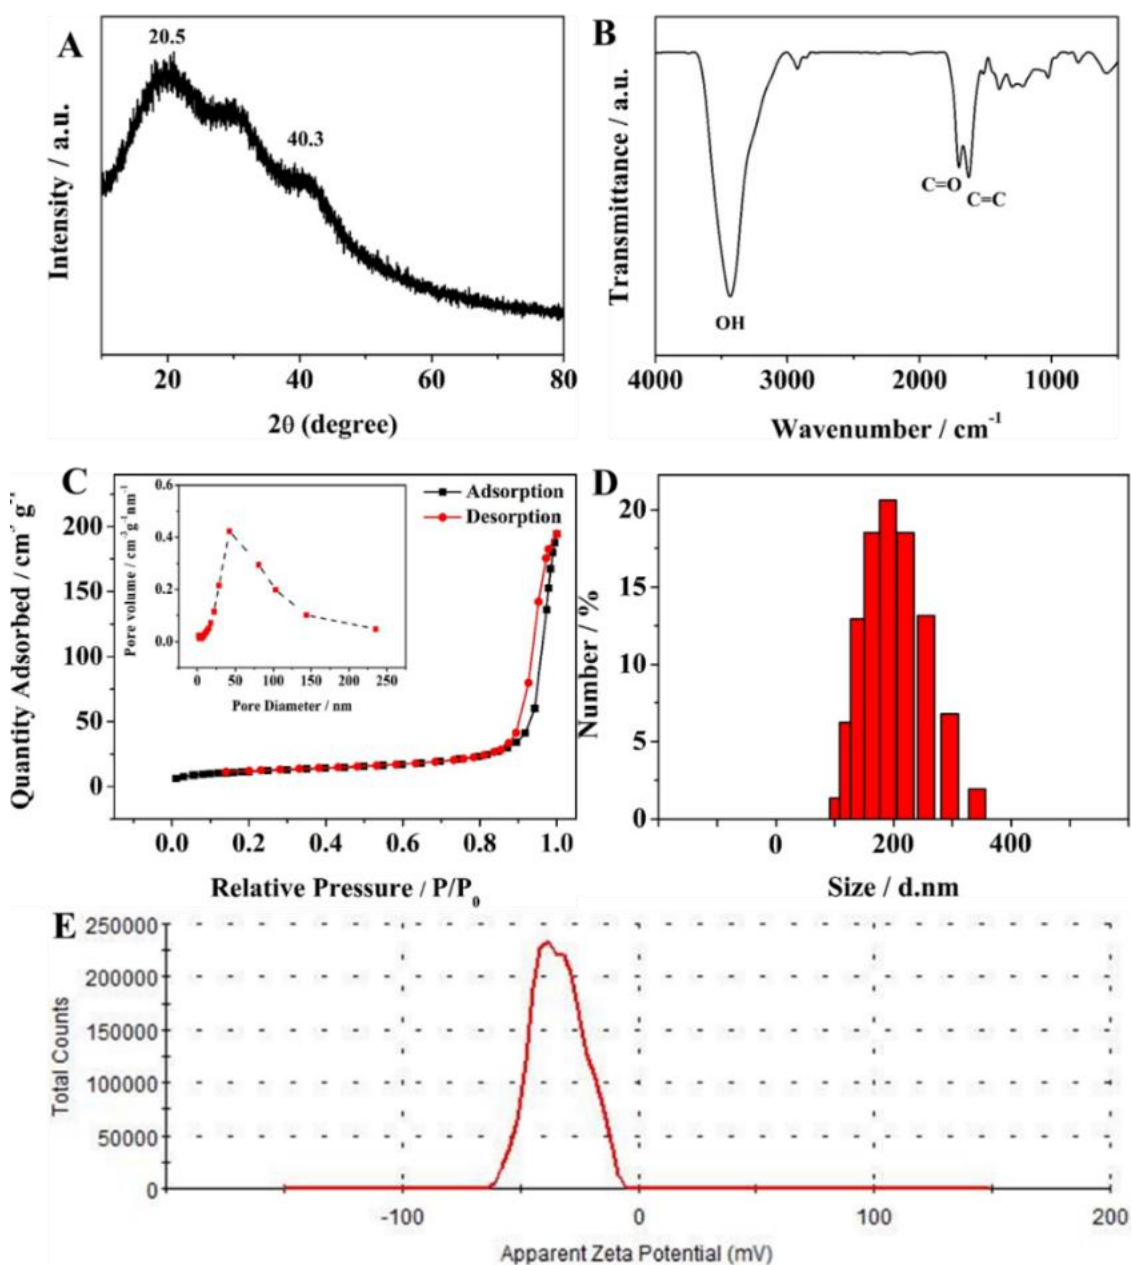 A
20.5
40.3
Intensity / a.u.
20
40
60
80
2θ (degree)
B
Transmittance / a.u.
OH
C=O
C=C
4000
3000
2000
1000
Wavenumber / cm⁻¹
C
Adsorption
Desorption
Quantity Adsorbed / cm
g
200
150
100
50
0
0.0
0.2
0.4
0.6
0.8
1.0
Relative Pressure / P/P₀
Pore volume / cm⁻³g⁻¹nm⁻¹
0.6
0.4
0.2
0.0
0
50
100
150
200
250
Pore Diameter / nm
D
Number / %
20
15
10
5
0
0
200
400
Size / d.nm
E
Total Counts
250000
200000
150000
100000
50000
0
-100
0
100
200
Apparent Zeta Potential (mV)